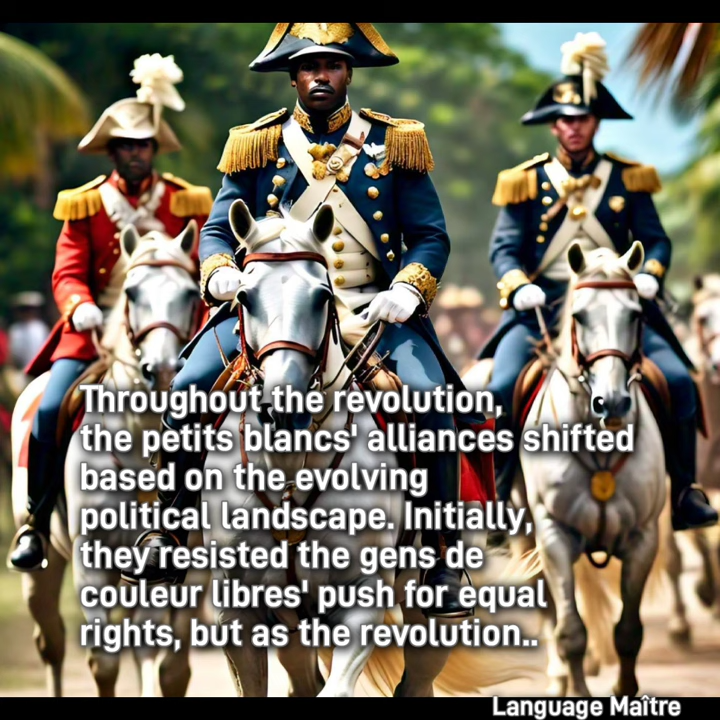 Throughout the revolution,
the petits blancs' alliances shifted
based on the evolving
political landscape. Initially,
they resisted the gens de
couleur libres' push for equal
rights, but as the revolution..
Language Maître